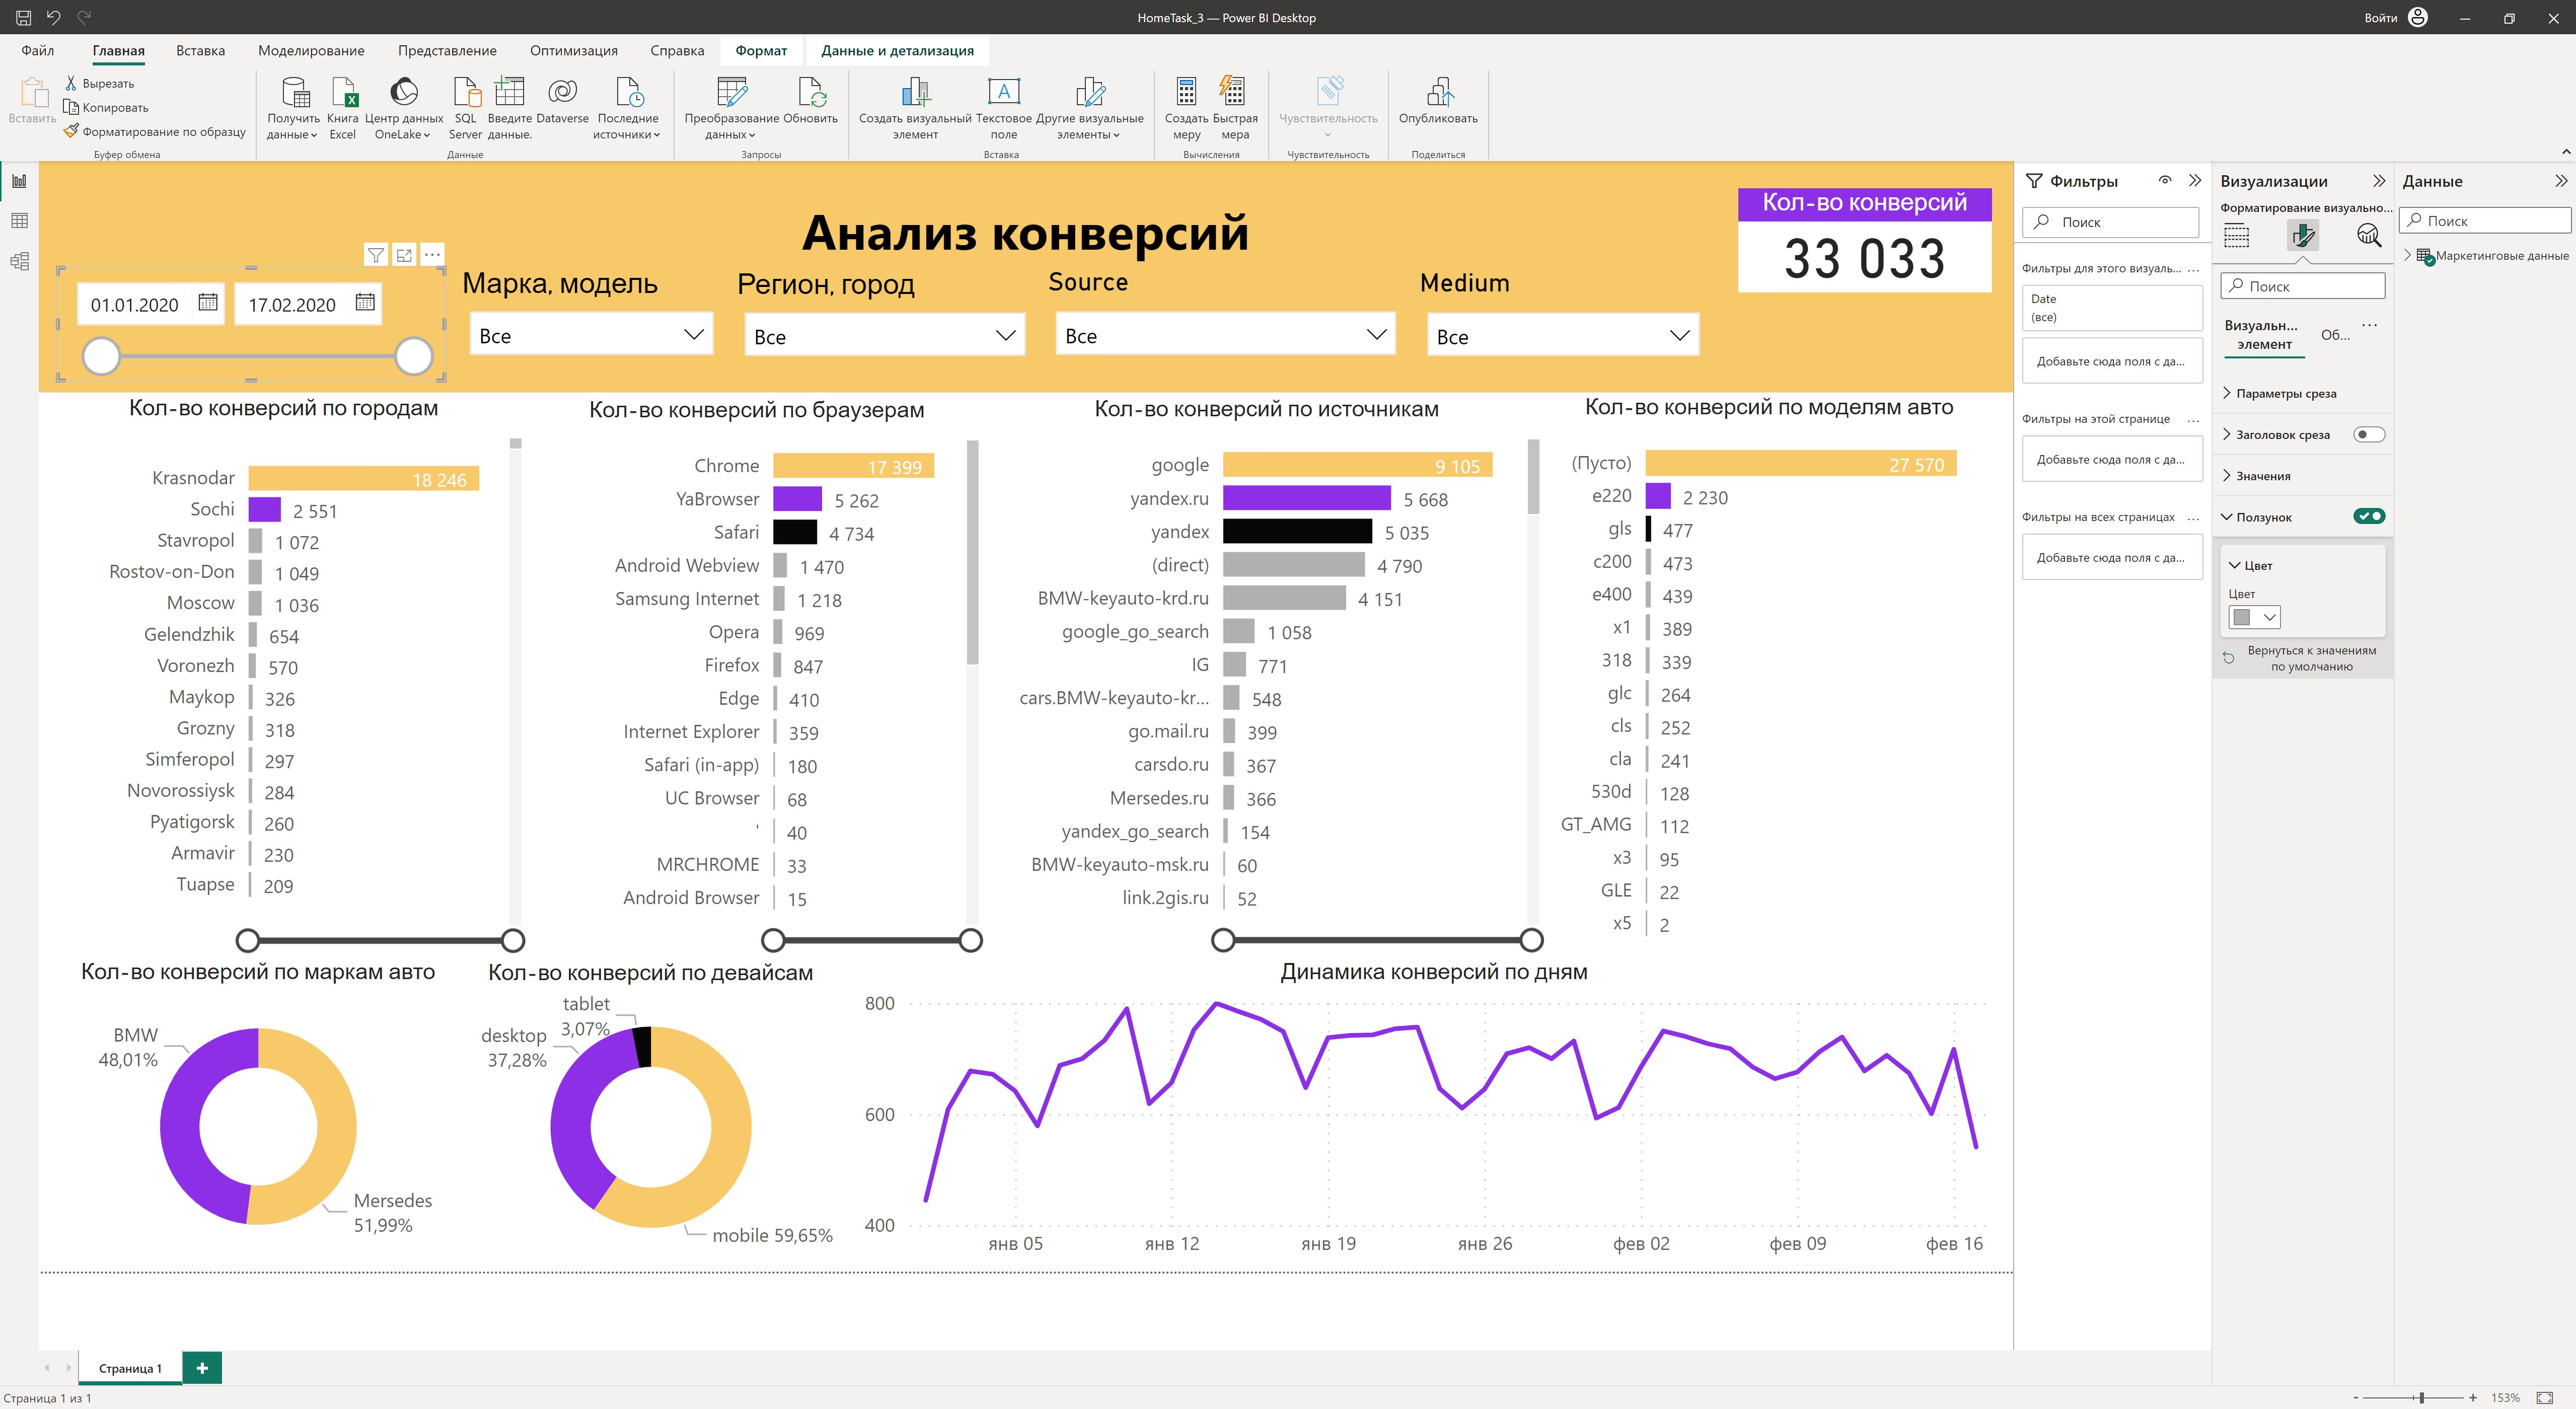 HomeTask_3 — Power BI Desktop
Войти
Файл
Главная
Вставка
Моделирование
Представление
Оптимизация
Справка
Формат
Данные и детализация
Вставить
Вырезать
Копировать
Форматирование по образцу
Буфер обмена
Получить
данные
Книга
Excel
Центр данных
OneLake
SQL
Server
Введите
данные.
Dataverse
Последние
источники
Данные
Преобразование
данных
Обновить
Запросы
Создать визуальный
элемент
Текстовое
поле
Другие визуальные
элементы
Вставка
Создать
меру
Быстрая
мера
Вычисления
Чувствительность
Чувствительность
Опубликовать
Поделиться
Анализ конверсий
Кол-во конверсий
33 033
01.01.2020
17.02.2020
Марка, модель
Все
Регион, город
Все
Source
Все
Medium
Все
Кол-во конверсий по городам
Krasnodar 18 246
Sochi 2 551
Stavropol 1 072
Rostov-on-Don 1 049
Moscow 1 036
Gelendzhik 654
Voronezh 570
Maykop 326
Grozny 318
Simferopol 297
Novorossiysk 284
Pyatigorsk 260
Armavir 230
Tuapse 209
Кол-во конверсий по браузерам
Chrome 17 399
YaBrowser 5 262
Safari 4 734
Android Webview 1 470
Samsung Internet 1 218
Opera 969
Firefox 847
Edge 410
Internet Explorer 359
Safari (in-app) 180
UC Browser 68
' 40
MRCHROME 33
Android Browser 15
Кол-во конверсий по источникам
google 9 105
yandex.ru 5 668
yandex 5 035
(direct) 4 790
BMW-keyauto-krd.ru 4 151
google_go_search 1 058
IG 771
cars.BMW-keyauto-kr... 548
go.mail.ru 399
carsdo.ru 367
Mersedes.ru 366
yandex_go_search 154
BMW-keyauto-msk.ru 60
link.2gis.ru 52
Кол-во конверсий по моделям авто
(Пусто) 27 570
e220 2 230
gls 477
c200 473
e400 439
x1 389
318 339
glc 264
cls 252
cla 241
530d 128
GT_AMG 112
x3 95
GLE 22
x5 2
Кол-во конверсий по маркам авто
BMW
48,01%
Mersedes
51,99%
Кол-во конверсий по девайсам
tablet
3,07%
desktop
37,28%
mobile 59,65%
Динамика конверсий по дням
800
600
400
янв 05
янв 12
янв 19
янв 26
фев 02
фев 09
фев 16
Фильтры
Поиск
Фильтры для этого визуаль... ...
Date
(все)
Добавьте сюда поля с да...
Фильтры на этой странице ...
Добавьте сюда поля с да...
Фильтры на всех страницах ...
Добавьте сюда поля с да...
Визуализации
Форматирование визуально...
Поиск
Визуальн...
элемент
Об...
...
Параметры среза
Заголовок среза
Значения
Ползунок
Цвет
Цвет
Вернуться к значениям
по умолчанию
Данные
Поиск
Маркетинговые данные
Страница 1
Страница 1 из 1
153%